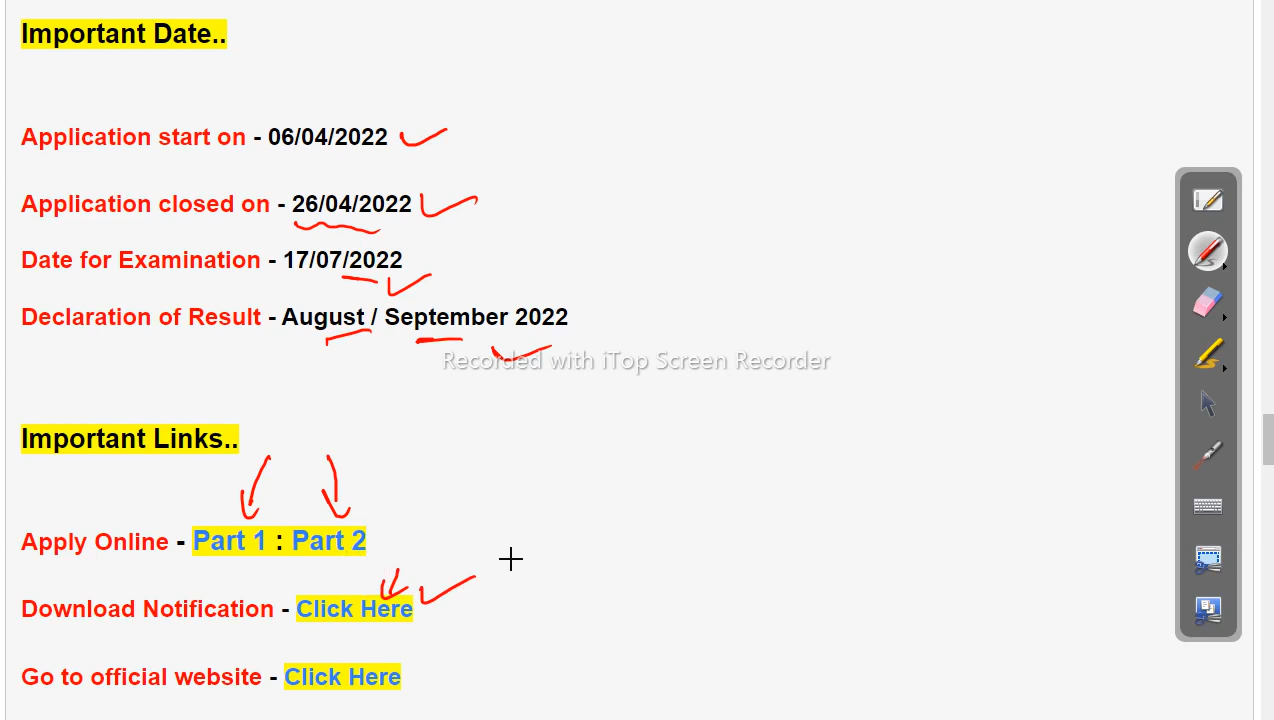 Important Date..
Application start on - 06/04/2022
Application closed on - 26/04/2022
Date for Examination - 17/07/2022
Declaration of Result - August / September 2022
Recorded with iTop Screen Recorder
Important Links..
Apply Online - Part 1 : Part 2
Download Notification - Click Here
Go to official website - Click Here